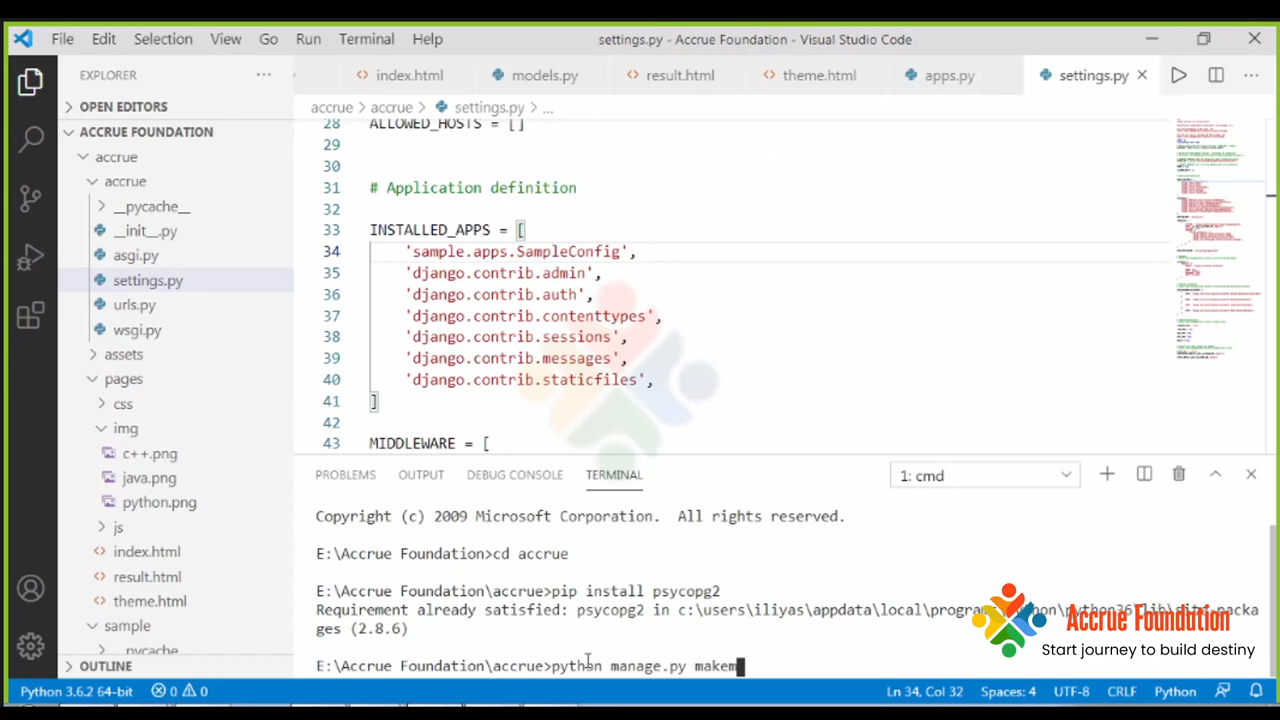 File Edit Selection View Go Run Terminal Help
settings.py - Accrue Foundation - Visual Studio Code
EXPLORER
index.html models.py result.html theme.html apps.py settings.py
OPEN EDITORS
ACCRUE FOUNDATION
accrue
accrue
__pycache__
__init__.py
asgi.py
settings.py
urls.py
wsgi.py
assets
pages
css
img
c++.png
java.png
python.png
js
index.html
result.html
theme.html
sample
__pycache__
OUTLINE
accrue > accrue > settings.py > ...
28 ALLOWED_HOSTS = []
29
30
31 # Application definition
32
33 INSTALLED_APPS = [
34 'sample.apps.SampleConfig',
35 'django.contrib.admin',
36 'django.contrib.auth',
37 'django.contrib.contenttypes',
38 'django.contrib.sessions',
39 'django.contrib.messages',
40 'django.contrib.staticfiles',
41 ]
42
43 MIDDLEWARE = [
PROBLEMS OUTPUT DEBUG CONSOLE TERMINAL
1: cmd
Copyright (c) 2009 Microsoft Corporation. All rights reserved.
E:\Accrue Foundation>cd accrue
E:\Accrue Foundation\accrue>pip install psycopg2
Requirement already satisfied: psycopg2 in c:\users\iliyas\appdata\local\programs\python\python36\lib\site-packa
ges (2.8.6)
E:\Accrue Foundation\accrue>python manage.py makem
Accrue Foundation
Start journey to build destiny
Python 3.6.2 64-bit 0 0
Ln 34, Col 32 Spaces: 4 UTF-8 CRLF Python